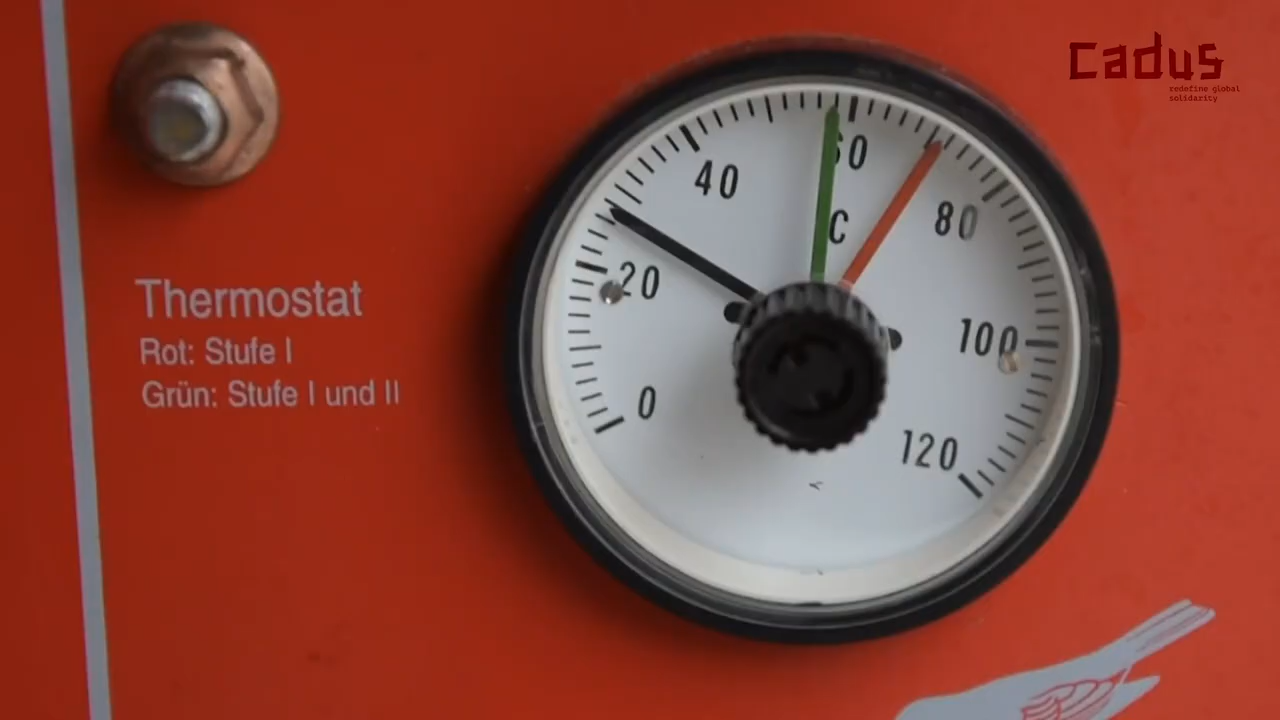 cadus
redefine global
solidarity
Thermostat
Rot: Stufe I
Grün: Stufe I und II
0
20
40
60
80
100
120
C